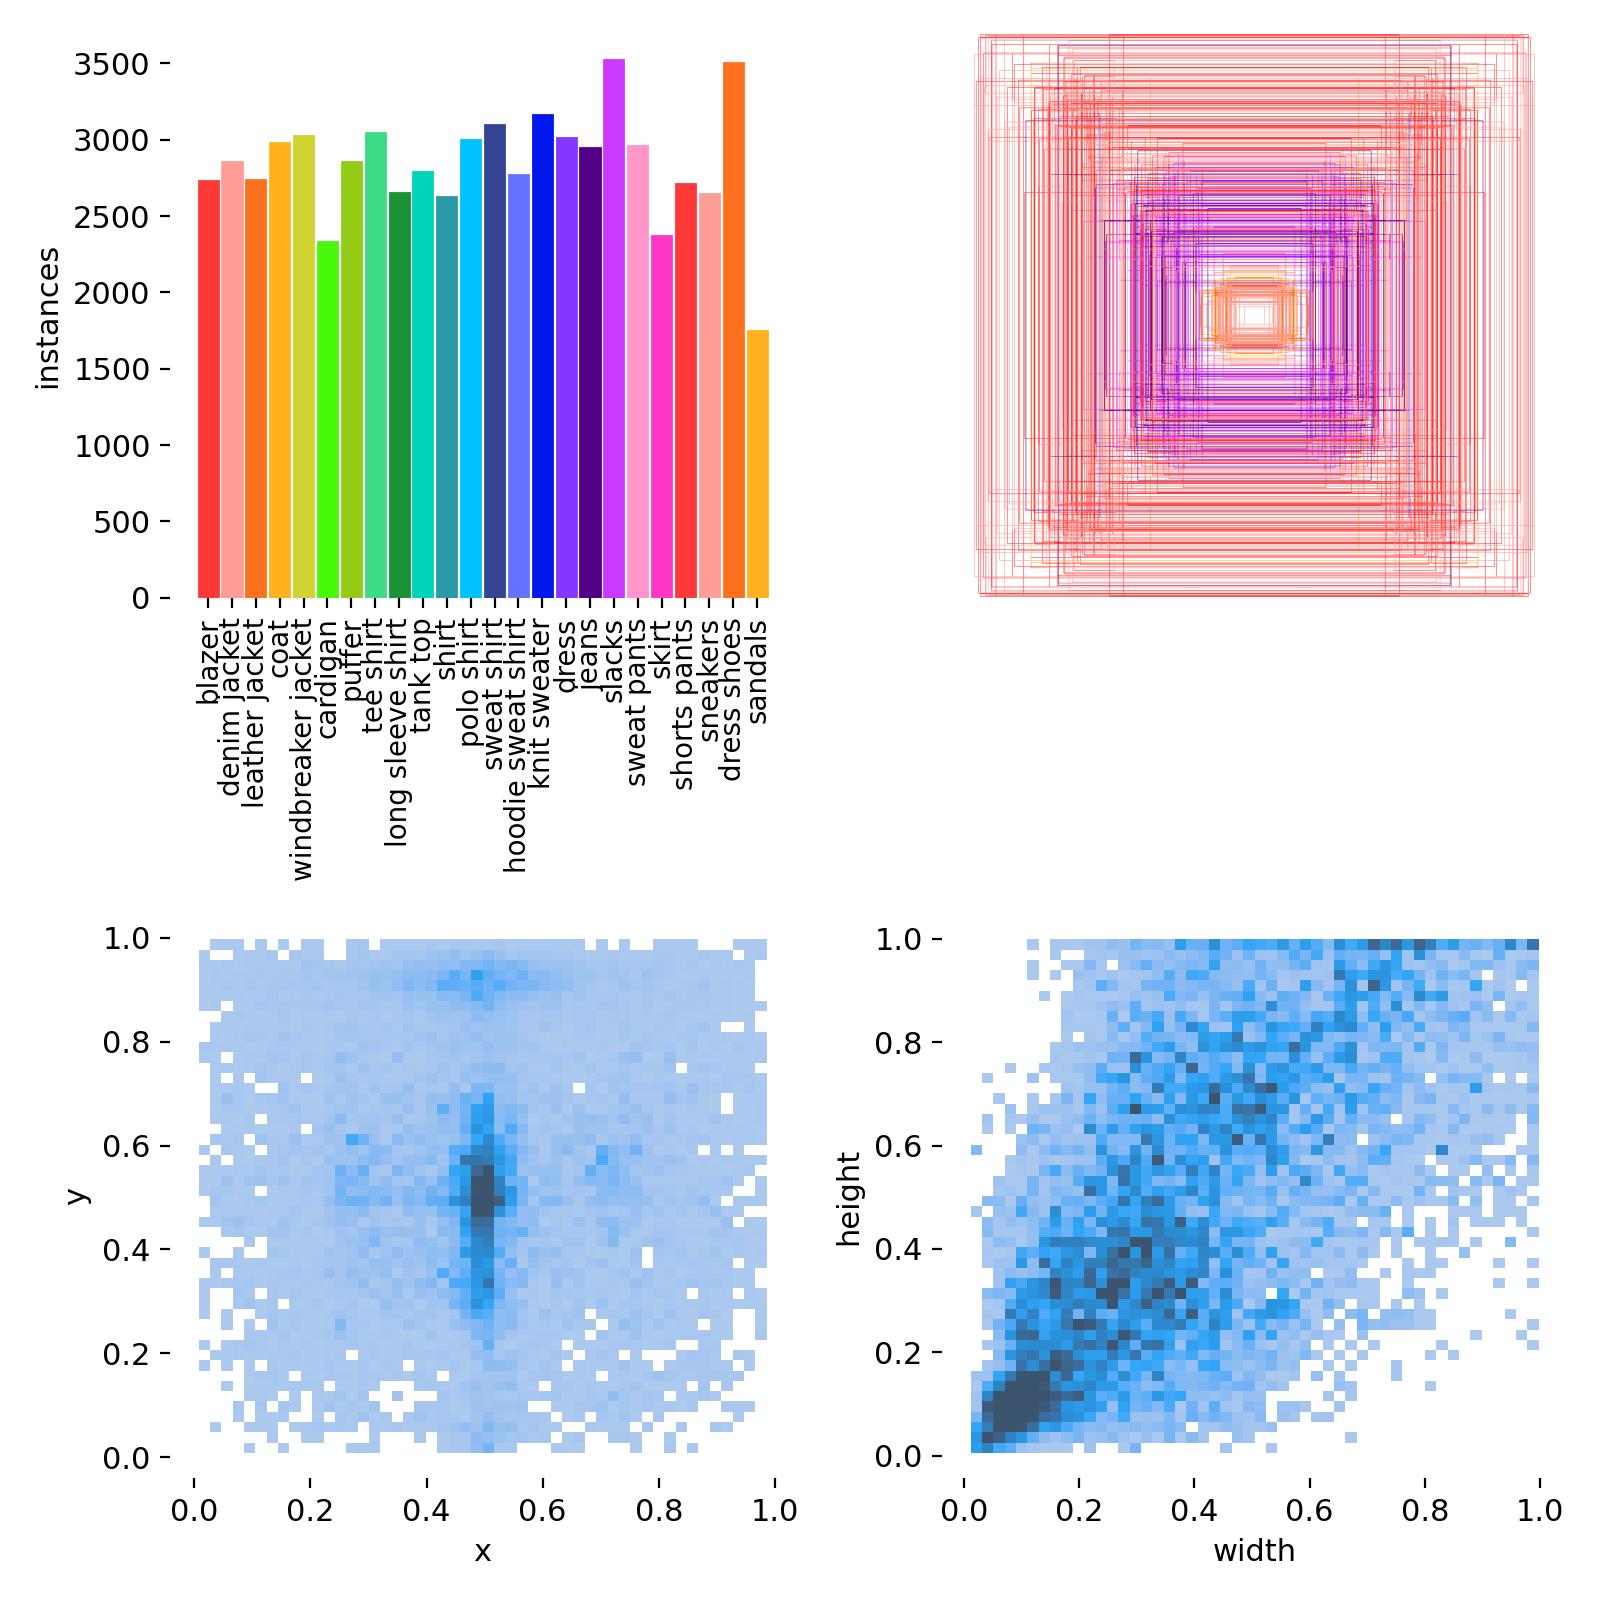 3500
3000
2500
2000
1500
1000
500
0
instances
blazer
denim jacket
leather jacket
coat
windbreaker jacket
cardigan
puffer
tee shirt
long sleeve shirt
tank top
shirt
polo shirt
sweat shirt
hoodie sweat shirt
knit sweater
dress
jeans
slacks
sweat pants
skirt
shorts pants
sneakers
dress shoes
sandals
1.0
0.8
0.6
0.4
0.2
0.0
y
0.0 0.2 0.4 0.6 0.8 1.0
x
1.0
0.8
0.6
0.4
0.2
0.0
height
0.0 0.2 0.4 0.6 0.8 1.0
width